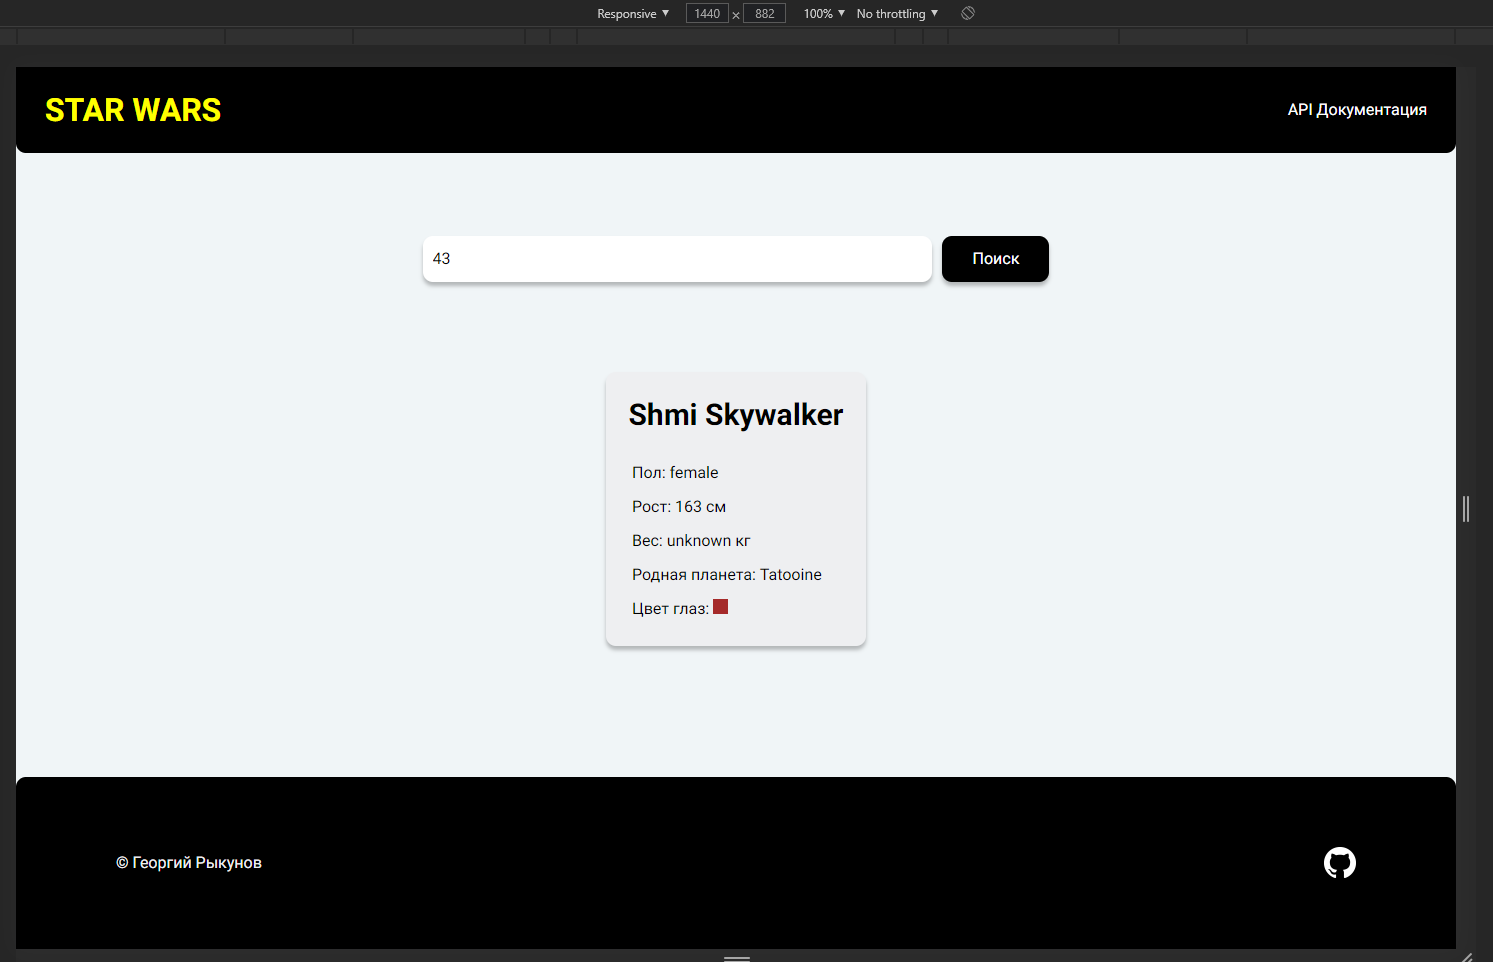 Responsive ▼ 1440 × 882 100% ▼ No throttling ▼
STAR WARS
API Документация
43
Поиск
Shmi Skywalker
Пол: female
Рост: 163 см
Вес: unknown кг
Родная планета: Tatooine
Цвет глаз:
© Георгий Рыкунов